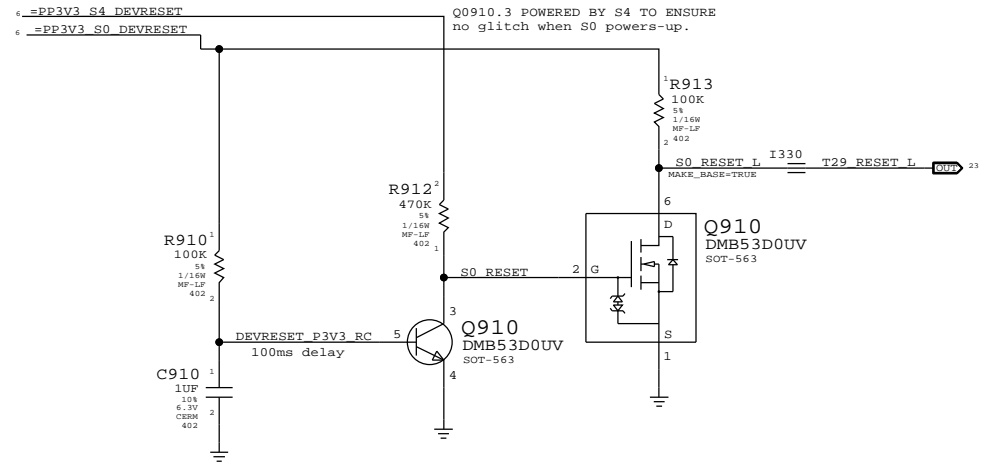 6 =PP3V3_S4_DEVRESET
6 =PP3V3_S0_DEVRESET
Q0910.3 POWERED BY S4 TO ENSURE
no glitch when S0 powers-up.
1
R913
100K
5%
1/16W
MF-LF
402
2
S0_RESET_L
MAKE_BASE=TRUE
I330
T29_RESET_L
OUT
23
2
R912
470K
5%
1/16W
MF-LF
402
1
6
D
Q910
DMB53D0UV
SOT-563
R910
1
100K
5%
1/16W
MF-LF
402
2
S0_RESET
2
G
S
1
3
DEVRESET_P3V3_RC
100ms delay
5
Q910
DMB53D0UV
SOT-563
4
C910
1
1UF
10%
6.3V
CERM
402
2